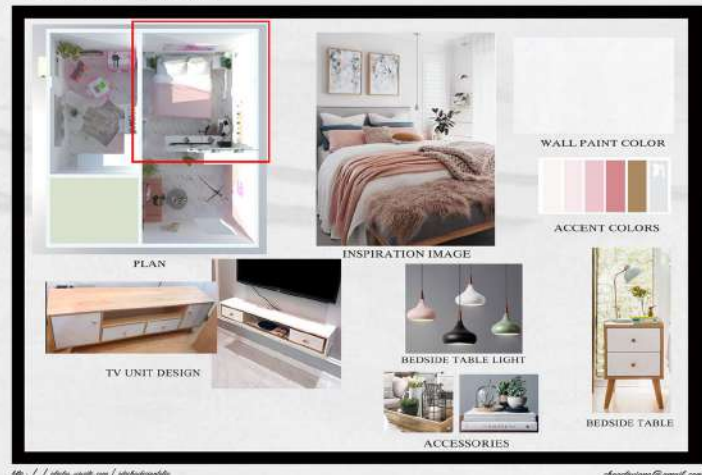 WALL PAINT COLOR
ACCENT COLORS
INSPIRATION IMAGE
PLAN
TV UNIT DESIGN
BEDSIDE TABLE LIGHT
BEDSIDE TABLE
ACCESSORIES